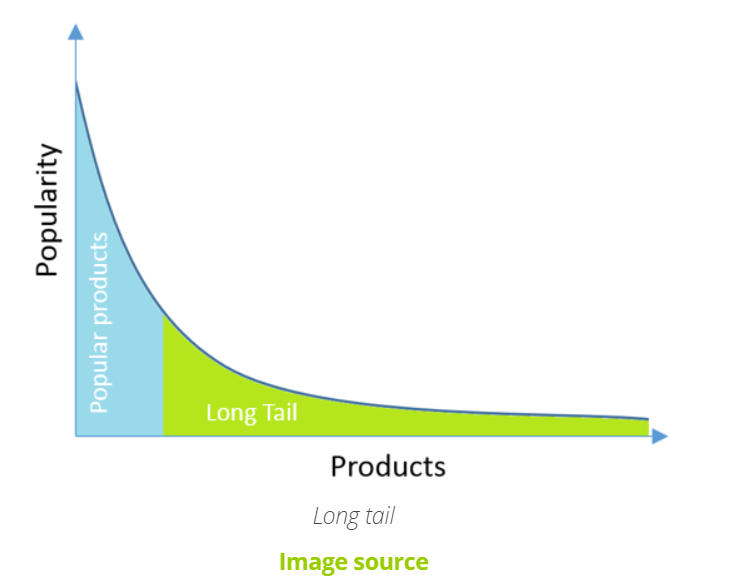 Popularity
Popular products
Long Tail
Products
Long tail
Image source